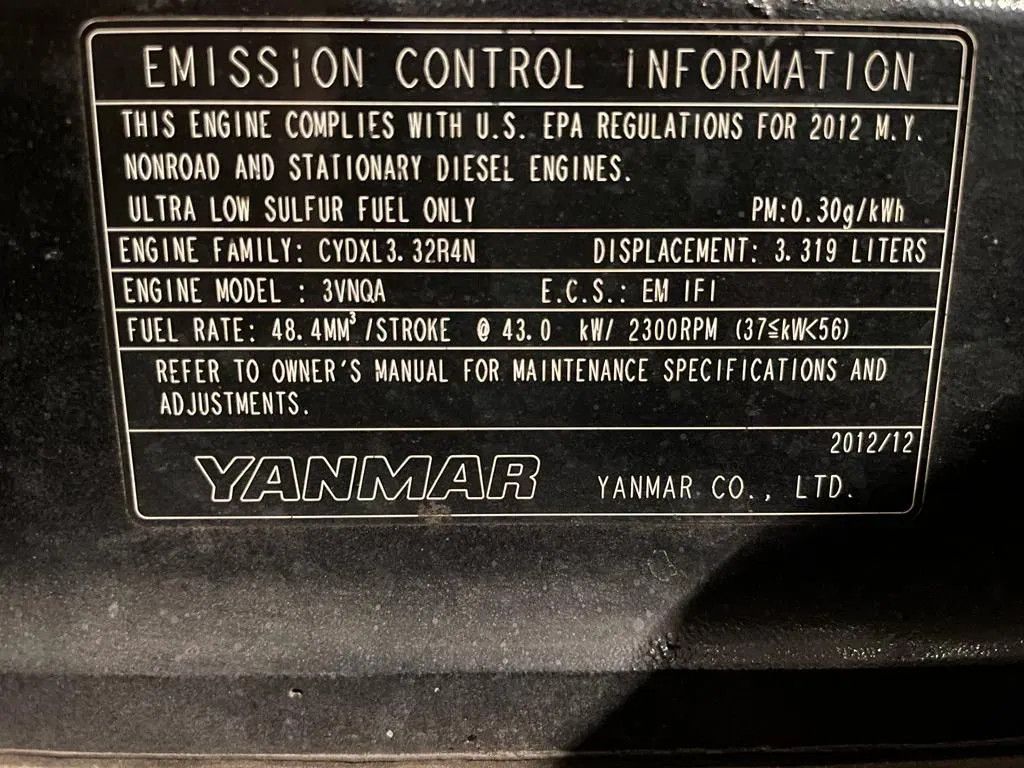 EMISSION CONTROL INFORMATION
THIS ENGINE COMPLIES WITH U.S. EPA REGULATIONS FOR 2012 M.Y.
NONROAD AND STATIONARY DIESEL ENGINES.
ULTRA LOW SULFUR FUEL ONLY PM:0.30g/kWh
ENGINE FAMILY: CYDXL3.32R4N DISPLACEMENT: 3.319 LITERS
ENGINE MODEL : 3VNQA E.C.S.: EM IFI
FUEL RATE: 48.4MM³/STROKE @ 43.0 kW/ 2300RPM (37≦kW<56)
REFER TO OWNER'S MANUAL FOR MAINTENANCE SPECIFICATIONS AND
ADJUSTMENTS.
2012/12
YANMAR YANMAR CO., LTD.